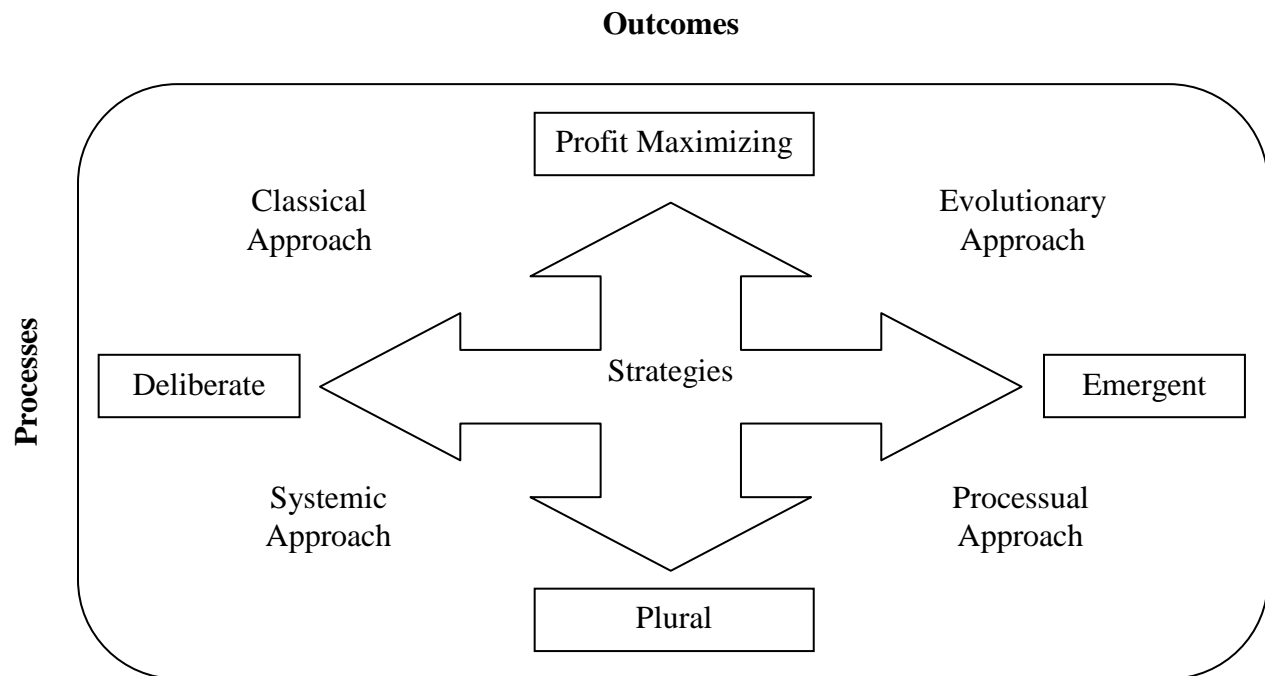 Outcomes
Profit Maximizing
Classical
Approach
Evolutionary
Approach
Processes
Deliberate
Strategies
Emergent
Systemic
Approach
Processual
Approach
Plural